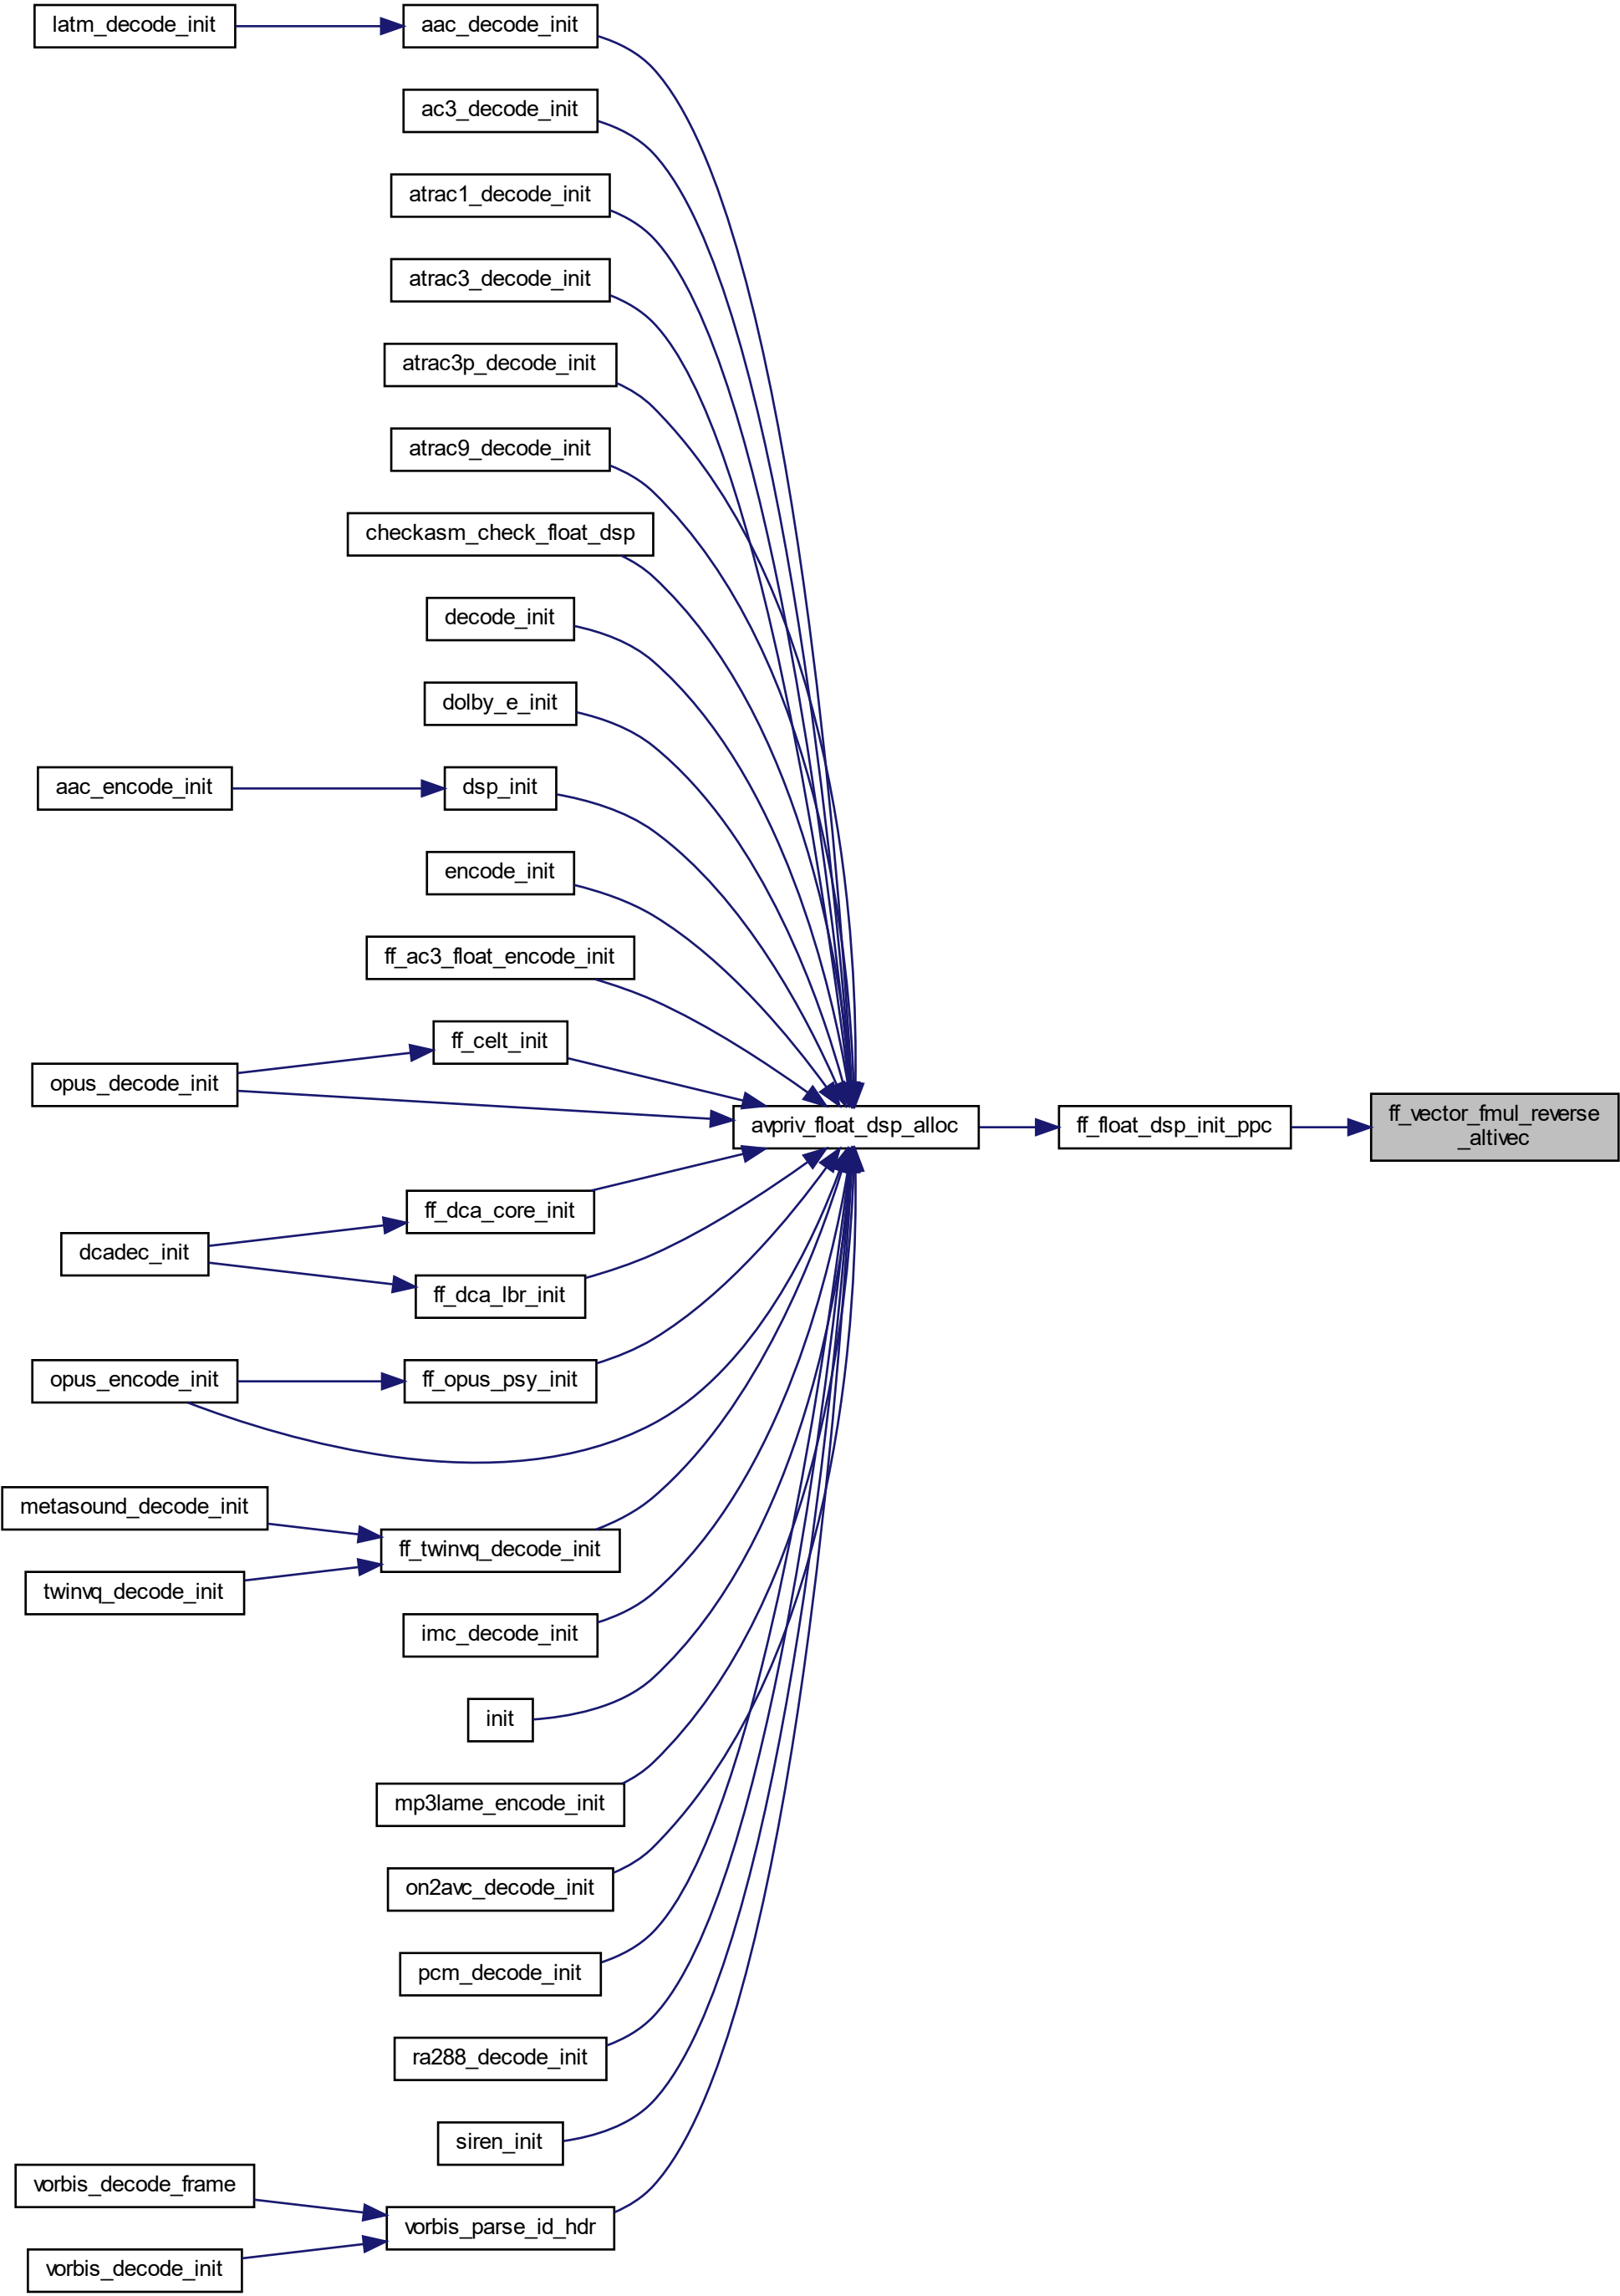 latm_decode_init
aac_decode_init
ac3_decode_init
atrac1_decode_init
atrac3_decode_init
atrac3p_decode_init
atrac9_decode_init
checkasm_check_float_dsp
decode_init
dolby_e_init
aac_encode_init
dsp_init
encode_init
ff_ac3_float_encode_init
ff_celt_init
opus_decode_init
avpriv_float_dsp_alloc
ff_float_dsp_init_ppc
ff_vector_fmul_reverse
_altivec
ff_dca_core_init
dcadec_init
ff_dca_lbr_init
opus_encode_init
ff_opus_psy_init
metasound_decode_init
ff_twinvq_decode_init
twinvq_decode_init
imc_decode_init
init
mp3lame_encode_init
on2avc_decode_init
pcm_decode_init
ra288_decode_init
siren_init
vorbis_decode_frame
vorbis_parse_id_hdr
vorbis_decode_init